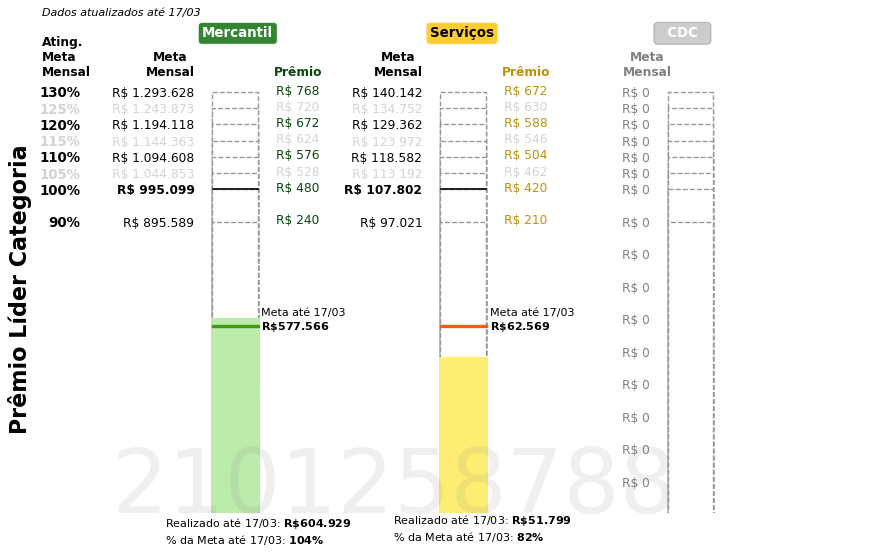 Dados atualizados até 17/03
Mercantil Serviços CDC
Ating. Meta Mensal Meta Mensal Prêmio Meta Mensal Prêmio Meta Mensal
130% R$ 1.293.628 R$ 768 R$ 140.142 R$ 672 R$ 0
125% R$ 1.243.873 R$ 720 R$ 134.752 R$ 630 R$ 0
120% R$ 1.194.118 R$ 672 R$ 129.362 R$ 588 R$ 0
115% R$ 1.144.363 R$ 624 R$ 123.972 R$ 546 R$ 0
110% R$ 1.094.608 R$ 576 R$ 118.582 R$ 504 R$ 0
105% R$ 1.044.853 R$ 528 R$ 113.192 R$ 462 R$ 0
100% R$ 995.099 R$ 480 R$ 107.802 R$ 420 R$ 0
90% R$ 895.589 R$ 240 R$ 97.021 R$ 210 R$ 0
R$ 0
R$ 0
Meta até 17/03 Meta até 17/03
R$577.566 R$62.569 R$ 0
R$ 0
R$ 0
R$ 0
R$ 0
R$ 0
Prêmio Líder Categoria
2101258788
Realizado até 17/03: R$604.929 Realizado até 17/03: R$51.799
% da Meta até 17/03: 104% % da Meta até 17/03: 82%